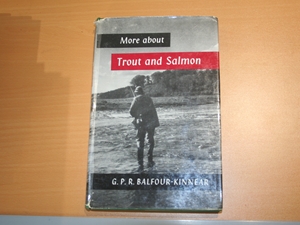 More about
Trout and Salmon
G. P. R. BALFOUR-KINNEAR